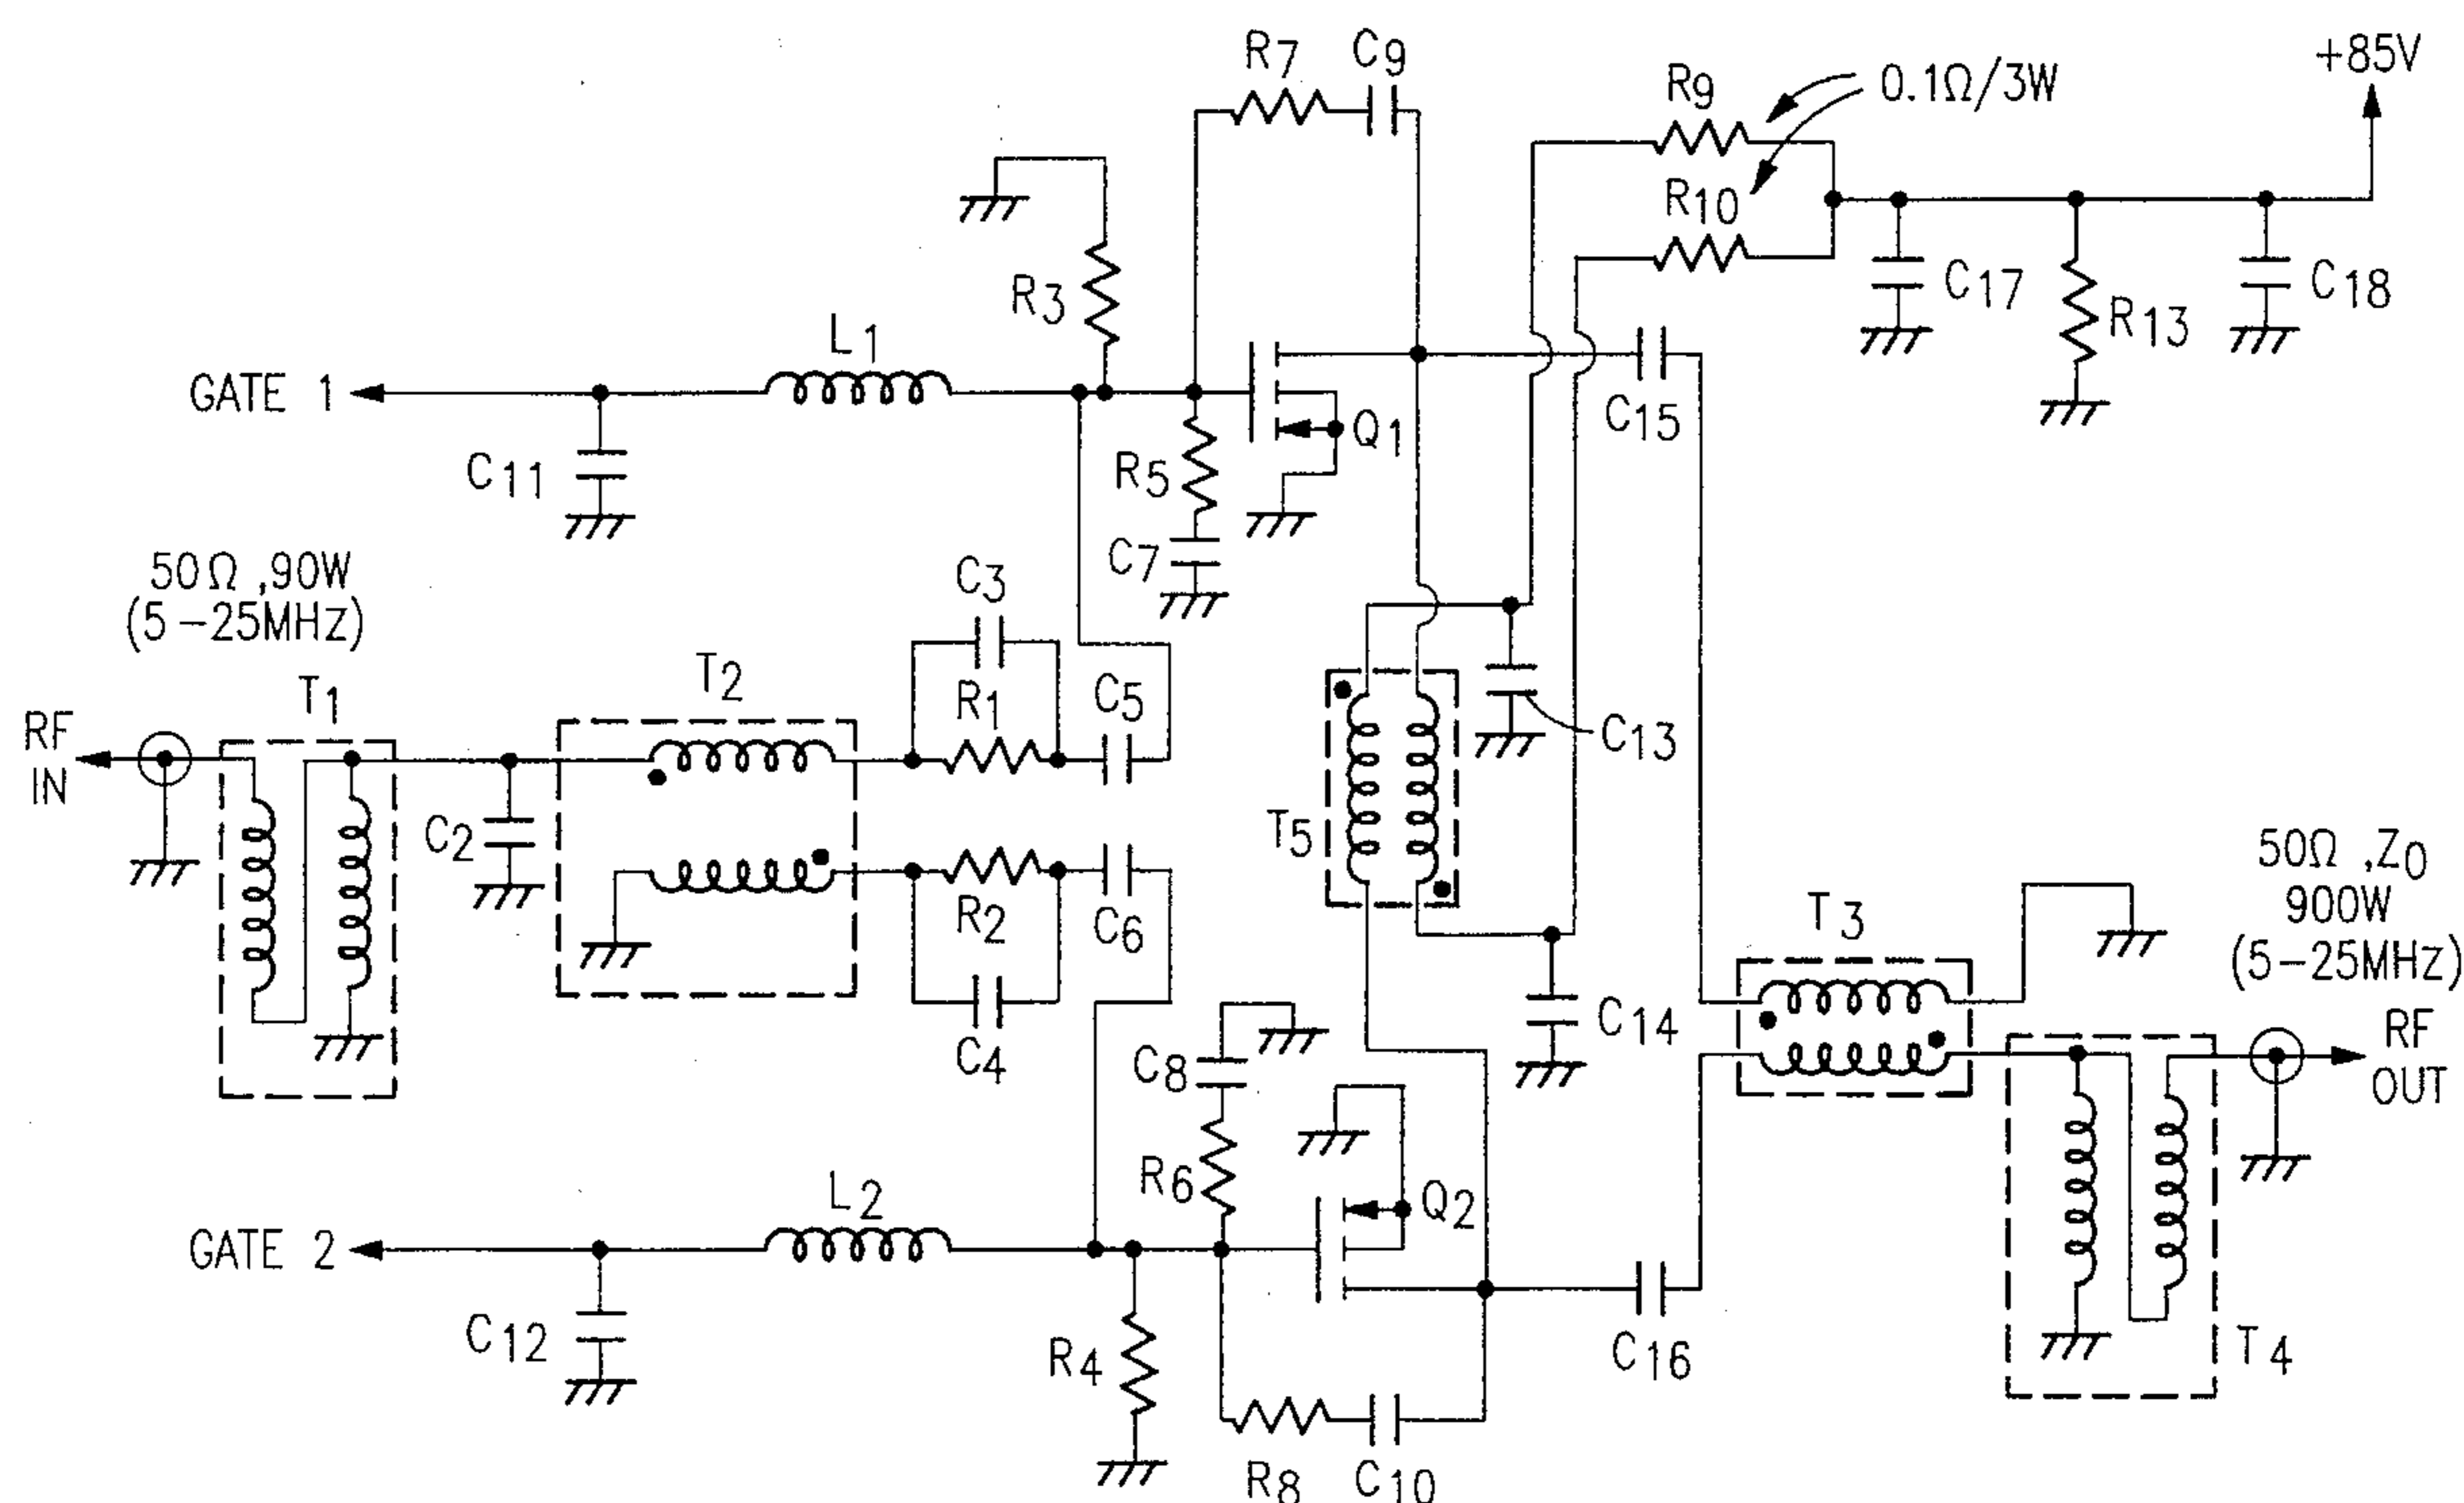 R7
C9
+85V
R9
0.1Ω/3W
R10
R3
C17
R13
C18
L1
GATE 1
C11
R5
Q1
C15
C7
50Ω ,90W
(5-25MHz)
C3
T2
R1
C5
T1
RF
IN
C13
C2
T5
R2
C6
50Ω ,Z0
900W
(5-25MHz)
T3
C4
C14
RF
OUT
C8
R6
Q2
L2
GATE 2
C12
R4
C16
T4
R8
C10